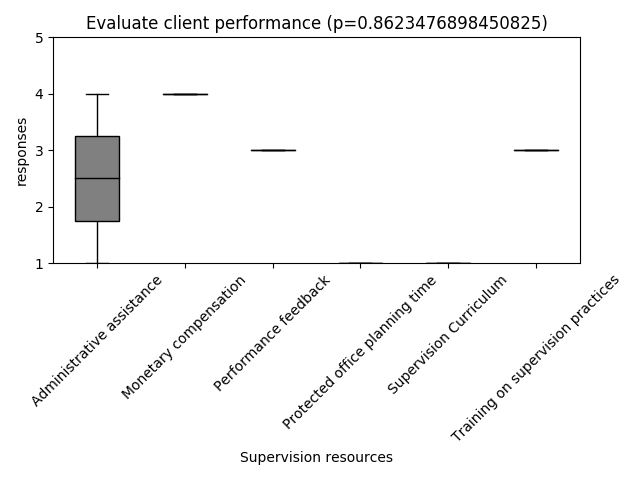 Evaluate client performance (p=0.8623476898450825)
responses
5
4
3
2
1
Administrative assistance
Monetary compensation
Performance feedback
Protected office planning time
Supervision Curriculum
Training on supervision practices
Supervision resources